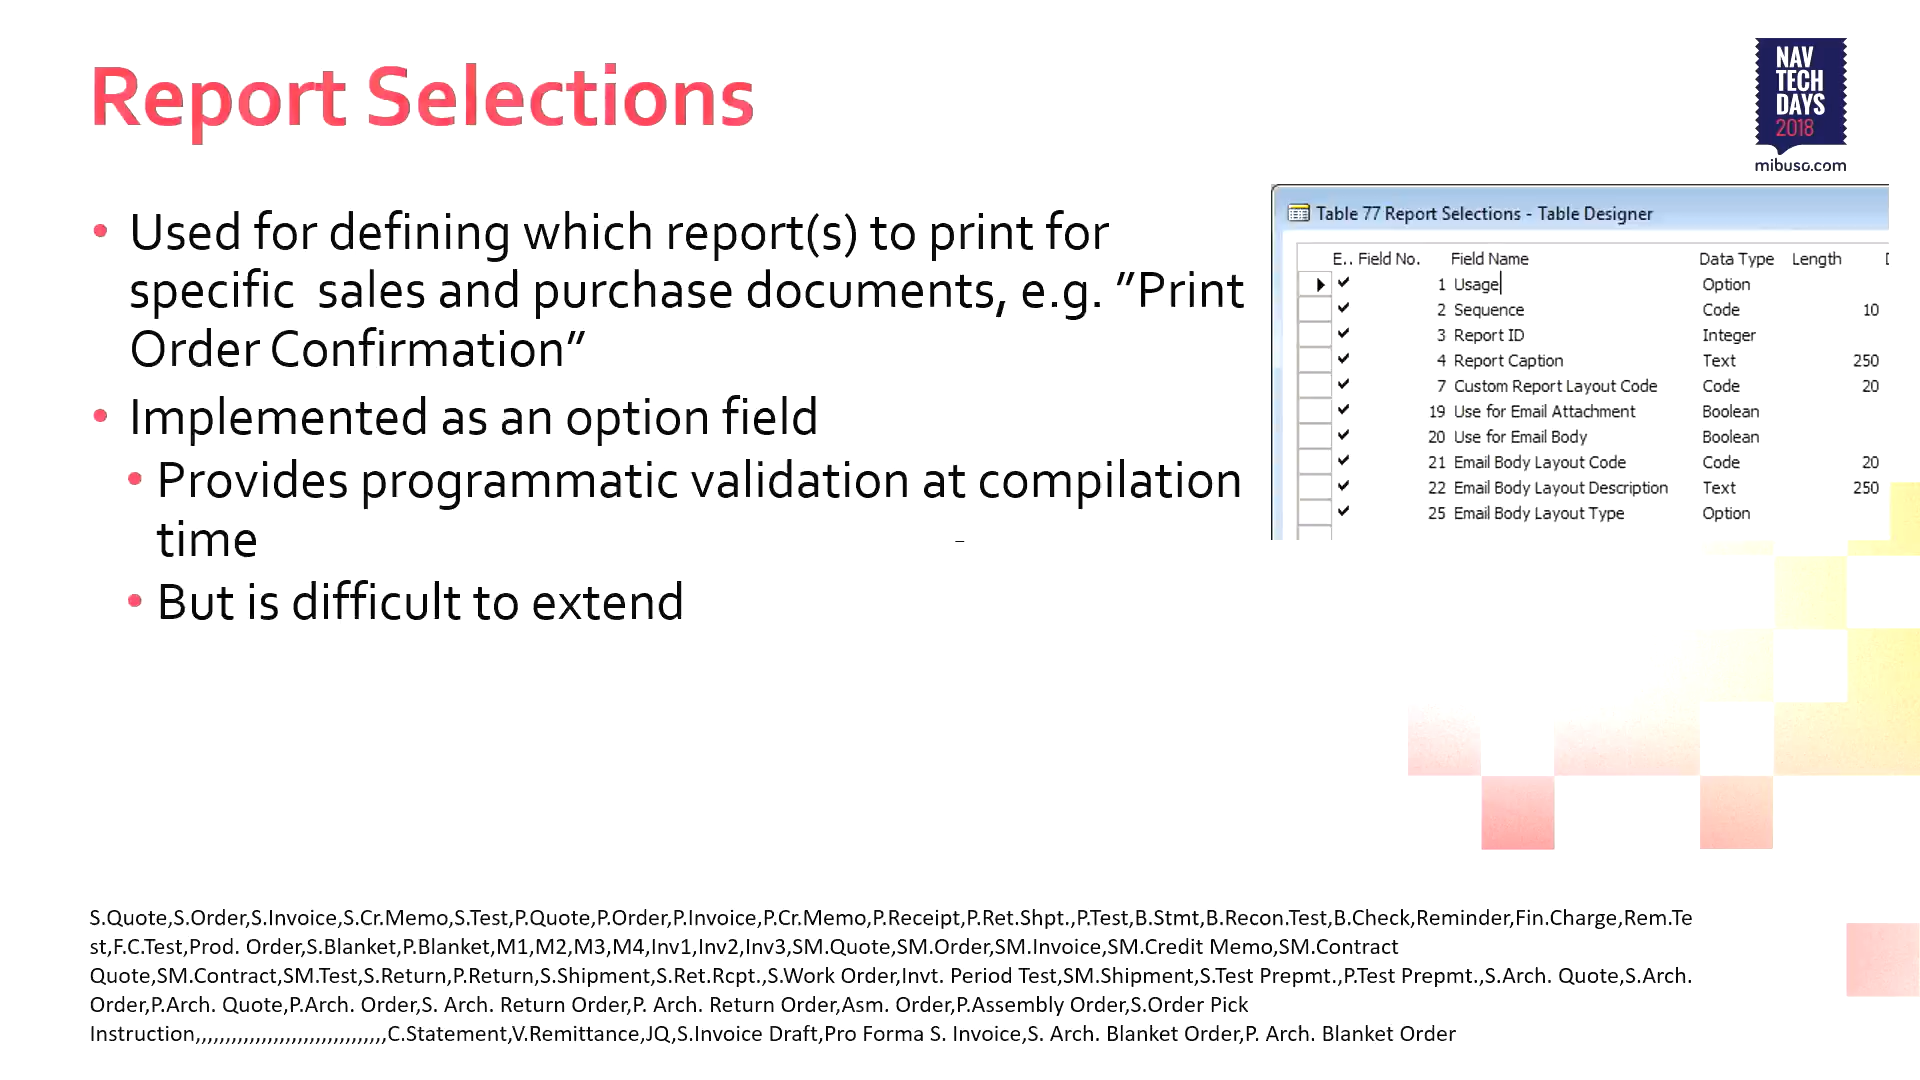 Report Selections
NAV
TECH
DAYS
2018
mibuso.com
• Used for defining which report(s) to print for
specific  sales and purchase documents, e.g. ”Print
Order Confirmation”
• Implemented as an option field
• Provides programmatic validation at compilation
time
• But is difficult to extend
Table 77 Report Selections - Table Designer
E.. Field No. Field Name Data Type Length D
1 Usage Option
2 Sequence Code 10
3 Report ID Integer
4 Report Caption Text 250
7 Custom Report Layout Code Code 20
19 Use for Email Attachment Boolean
20 Use for Email Body Boolean
21 Email Body Layout Code Code 20
22 Email Body Layout Description Text 250
25 Email Body Layout Type Option
S.Quote,S.Order,S.Invoice,S.Cr.Memo,S.Test,P.Quote,P.Order,P.Invoice,P.Cr.Memo,P.Receipt,P.Ret.Shpt.,P.Test,B.Stmt,B.Recon.Test,B.Check,Reminder,Fin.Charge,Rem.Te
st,F.C.Test,Prod. Order,S.Blanket,P.Blanket,M1,M2,M3,M4,Inv1,Inv2,Inv3,SM.Quote,SM.Order,SM.Invoice,SM.Credit Memo,SM.Contract
Quote,SM.Contract,SM.Test,S.Return,P.Return,S.Shipment,S.Ret.Rcpt.,S.Work Order,Invt. Period Test,SM.Shipment,S.Test Prepmt.,P.Test Prepmt.,S.Arch. Quote,S.Arch.
Order,P.Arch. Quote,P.Arch. Order,S. Arch. Return Order,P. Arch. Return Order,Asm. Order,P.Assembly Order,S.Order Pick
Instruction,,,,,,,,,,,,,,,,,,,,,,,,,,,,,,,,C.Statement,V.Remittance,JQ,S.Invoice Draft,Pro Forma S. Invoice,S. Arch. Blanket Order,P. Arch. Blanket Order